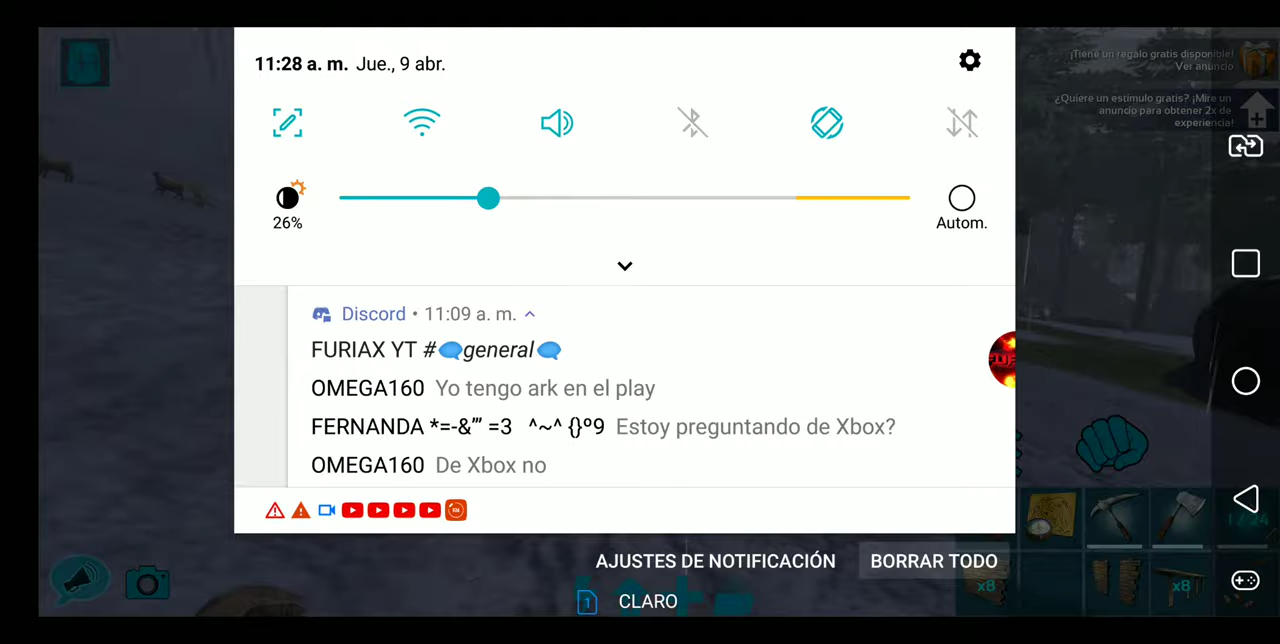 11:28 a. m. Jue., 9 abr.
¡Tiene un regalo gratis disponible!
Ver anuncio
¿Quiere un estímulo gratis? ¡Mire un
anuncio para obtener 2x de
experiencia!
26%
Autom.
Discord • 11:09 a. m.
FURIAX YT #🗨general🗨
OMEGA160 Yo tengo ark en el play
FERNANDA *=-&"' =3 ^~^ {}º9 Estoy preguntando de Xbox?
OMEGA160 De Xbox no
AJUSTES DE NOTIFICACIÓN
BORRAR TODO
1 CLARO
1 / 24
x8
x8